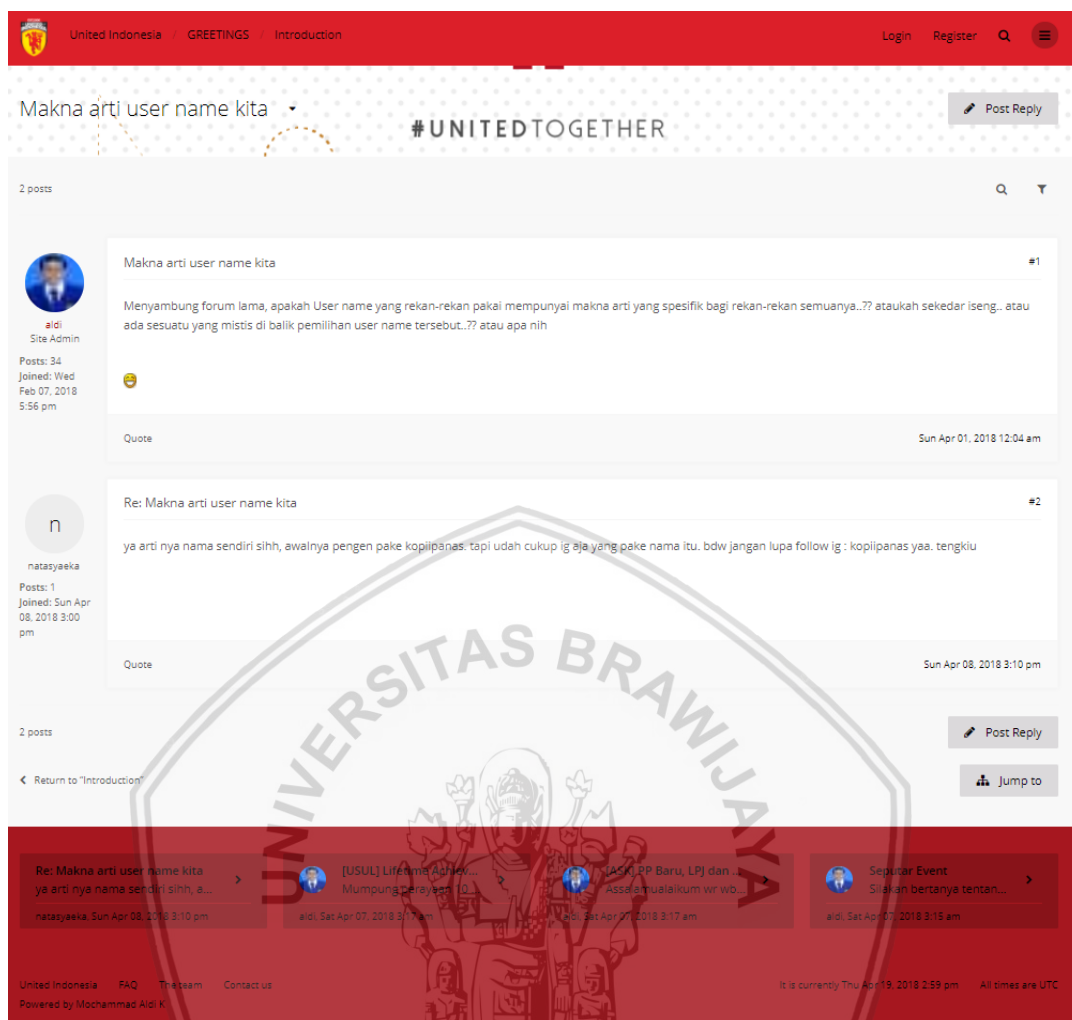 United Indonesia / GREETINGS / Introduction
Login Register
Makna arti user name kita
#UNITEDTOGETHER
Post Reply
2 posts
aldi
Site Admin
Posts: 34
Joined: Wed
Feb 07, 2018
5:56 pm
Makna arti user name kita
#1
Menyambung forum lama, apakah User name yang rekan-rekan pakai mempunyai makna arti yang spesifik bagi rekan-rekan semuanya..?? ataukah sekedar iseng.. atau
ada sesuatu yang mistis di balik pemilihan user name tersebut..?? atau apa nih
Quote
Sun Apr 01, 2018 12:04 am
n
natasyaeka
Posts: 1
Joined: Sun Apr
08, 2018 3:00
pm
Re: Makna arti user name kita
#2
ya arti nya nama sendiri sihh, awalnya pengen pake kopiipanas. tapi udah cukup ig aja yang pake nama itu. bdw jangan lupa follow ig : kopiipanas yaa. tengkiu
Quote
Sun Apr 08, 2018 3:10 pm
UNIVERSITAS BRAWIJAYA
2 posts
Post Reply
Return to "Introduction"
Jump to
Re: Makna arti user name kita
ya arti nya nama sendiri sihh, a...
natasyaeka, Sun Apr 08, 2018 3:10 pm
[USUL] Lifetime Achiev...
Mumpung perayaan 10...
aldi, Sat Apr 07, 2018 3:17 am
[ASK] PP Baru, LPJ dan ...
Assalamualaikum wr wb...
aldi, Sat Apr 07, 2018 3:17 am
Seputar Event
Silakan bertanya tentan...
aldi, Sat Apr 07, 2018 3:15 am
United Indonesia FAQ The team Contact us
It is currently Thu Apr 19, 2018 2:59 pm All times are UTC
Powered by Mochammad Aldi K